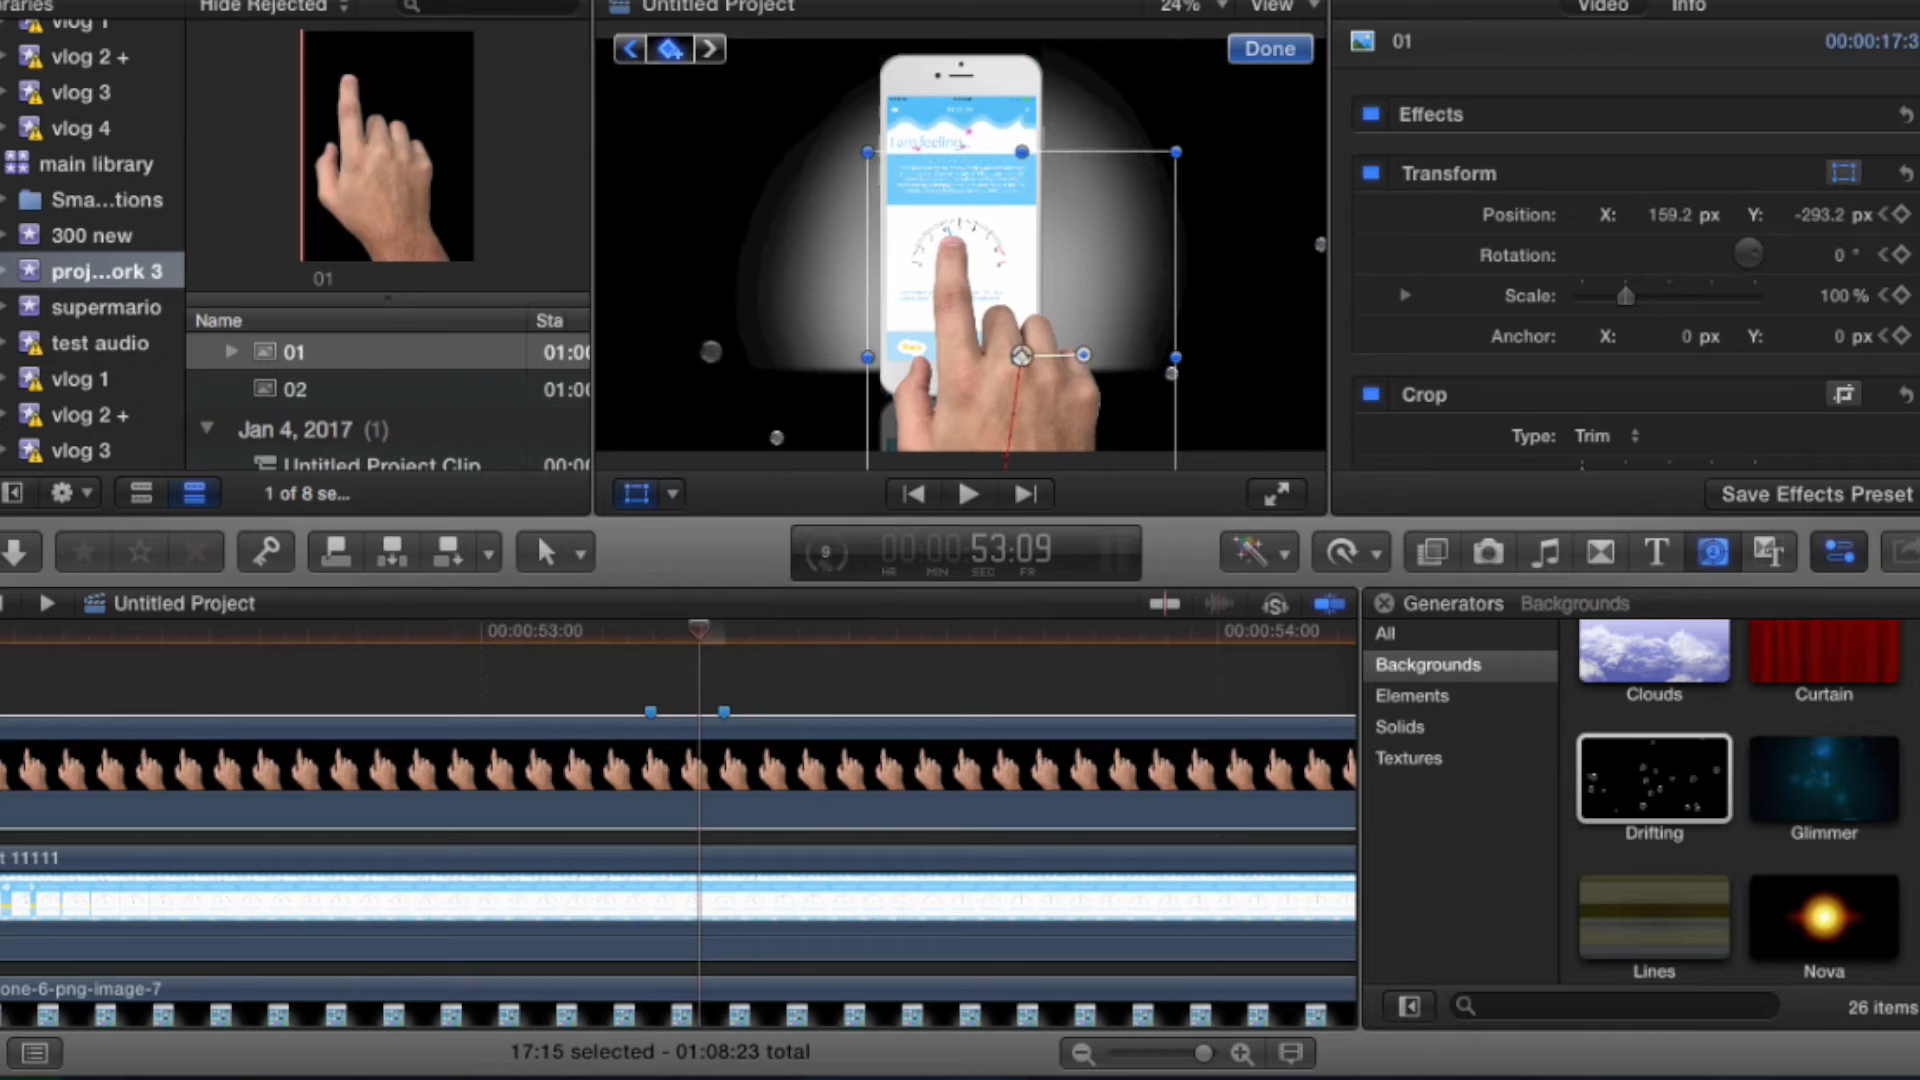 raries
Hide Rejected
Untitled Project
24%
View
Video
Info
vlog 1
vlog 2 +
vlog 3
vlog 4
main library
Sma...tions
300 new
proj...ork 3
supermario
test audio
vlog 1
vlog 2 +
vlog 3
01
Name
Sta
01
01:00
02
01:00
Jan 4, 2017 (1)
Untitled Project Clip
00:00
1 of 8 se...
Done
I am feeling...
01
00:00:17:3
Effects
Transform
Position: X: 159.2 px Y: -293.2 px
Rotation: 0 °
Scale: 100 %
Anchor: X: 0 px Y: 0 px
Crop
Type: Trim
Save Effects Preset
9
%
00:00:53:09
HR MIN SEC FR
T
T
Untitled Project
00:00:53:00
00:00:54:00
t 11111
one-6-png-image-7
17:15 selected - 01:08:23 total
Generators
Backgrounds
All
Backgrounds
Elements
Solids
Textures
Clouds
Curtain
Drifting
Glimmer
Lines
Nova
26 items